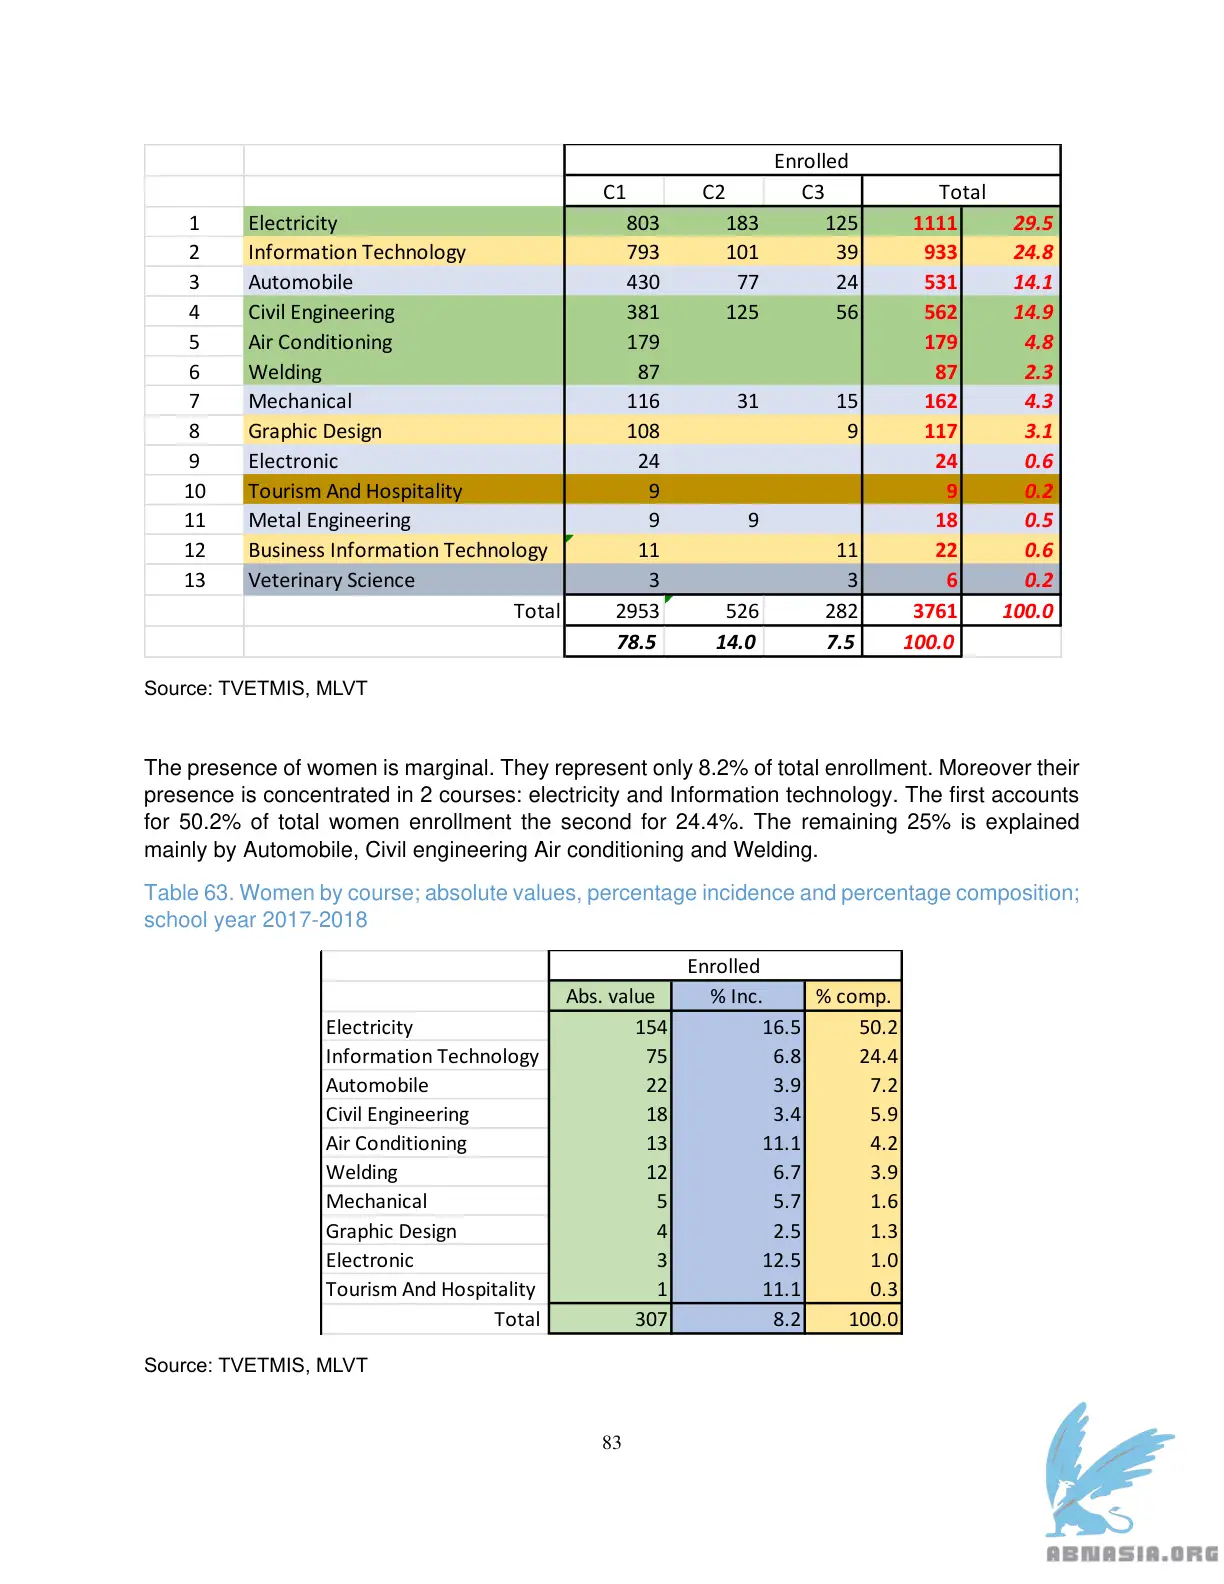 Enrolled
C1 C2 C3 Total
1 Electricity 803 183 125 1111 29.5
2 Information Technology 793 101 39 933 24.8
3 Automobile 430 77 24 531 14.1
4 Civil Engineering 381 125 56 562 14.9
5 Air Conditioning 179 179 4.8
6 Welding 87 87 2.3
7 Mechanical 116 31 15 162 4.3
8 Graphic Design 108 9 117 3.1
9 Electronic 24 24 0.6
10 Tourism And Hospitality 9 9 0.2
11 Metal Engineering 9 9 18 0.5
12 Business Information Technology 11 11 22 0.6
13 Veterinary Science 3 3 6 0.2
Total 2953 526 282 3761 100.0
78.5 14.0 7.5 100.0
Source: TVETMIS, MLVT
The presence of women is marginal. They represent only 8.2% of total enrollment. Moreover their
presence is concentrated in 2 courses: electricity and Information technology. The first accounts
for 50.2% of total women enrollment the second for 24.4%. The remaining 25% is explained
mainly by Automobile, Civil engineering Air conditioning and Welding.
Table 63. Women by course; absolute values, percentage incidence and percentage composition;
school year 2017-2018
Enrolled
Abs. value % Inc. % comp.
Electricity 154 16.5 50.2
Information Technology 75 6.8 24.4
Automobile 22 3.9 7.2
Civil Engineering 18 3.4 5.9
Air Conditioning 13 11.1 4.2
Welding 12 6.7 3.9
Mechanical 5 5.7 1.6
Graphic Design 4 2.5 1.3
Electronic 3 12.5 1.0
Tourism And Hospitality 1 11.1 0.3
Total 307 8.2 100.0
Source: TVETMIS, MLVT
83
ABNASIA.ORG